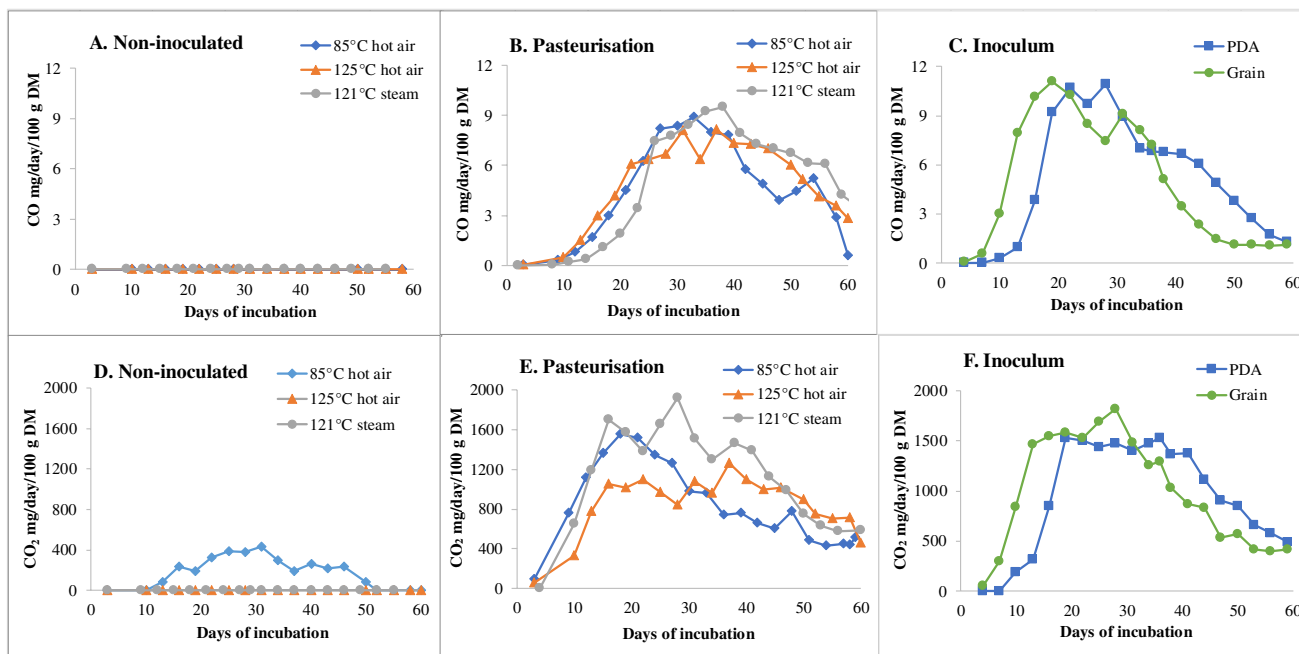 A. Non-inoculated
85°C hot air
125°C hot air
121°C steam
CO mg/day/100 g DM
12
9
6
3
0
0 10 20 30 40 50 60
Days of incubation
B. Pasteurisation
85°C hot air
125°C hot air
121°C steam
CO mg/day/100 g DM
12
9
6
3
0
0 10 20 30 40 50 60
Days of incubation
C. Inoculum
PDA
Grain
CO mg/day/100 g DM
12
9
6
3
0
0 10 20 30 40 50 59
Days of incubation
D. Non-inoculated
85°C hot air
125°C hot air
121°C steam
CO₂ mg/day/100 g DM
2000
1600
1200
800
400
0
0 10 20 30 40 50 60
Days of incubation
E. Pasteurisation
85°C hot air
125°C hot air
121°C steam
CO₂ mg/day/100 g DM
2000
1600
1200
800
400
0
0 10 20 30 40 50 60
Days of incubation
F. Inoculum
PDA
Grain
CO₂ mg/day/100 g DM
2000
1500
1000
500
0
0 10 20 30 40 50 59
Days of incubation